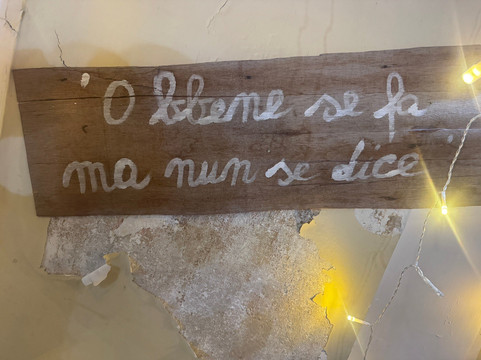 "O bbene se fa
ma nun se dice"